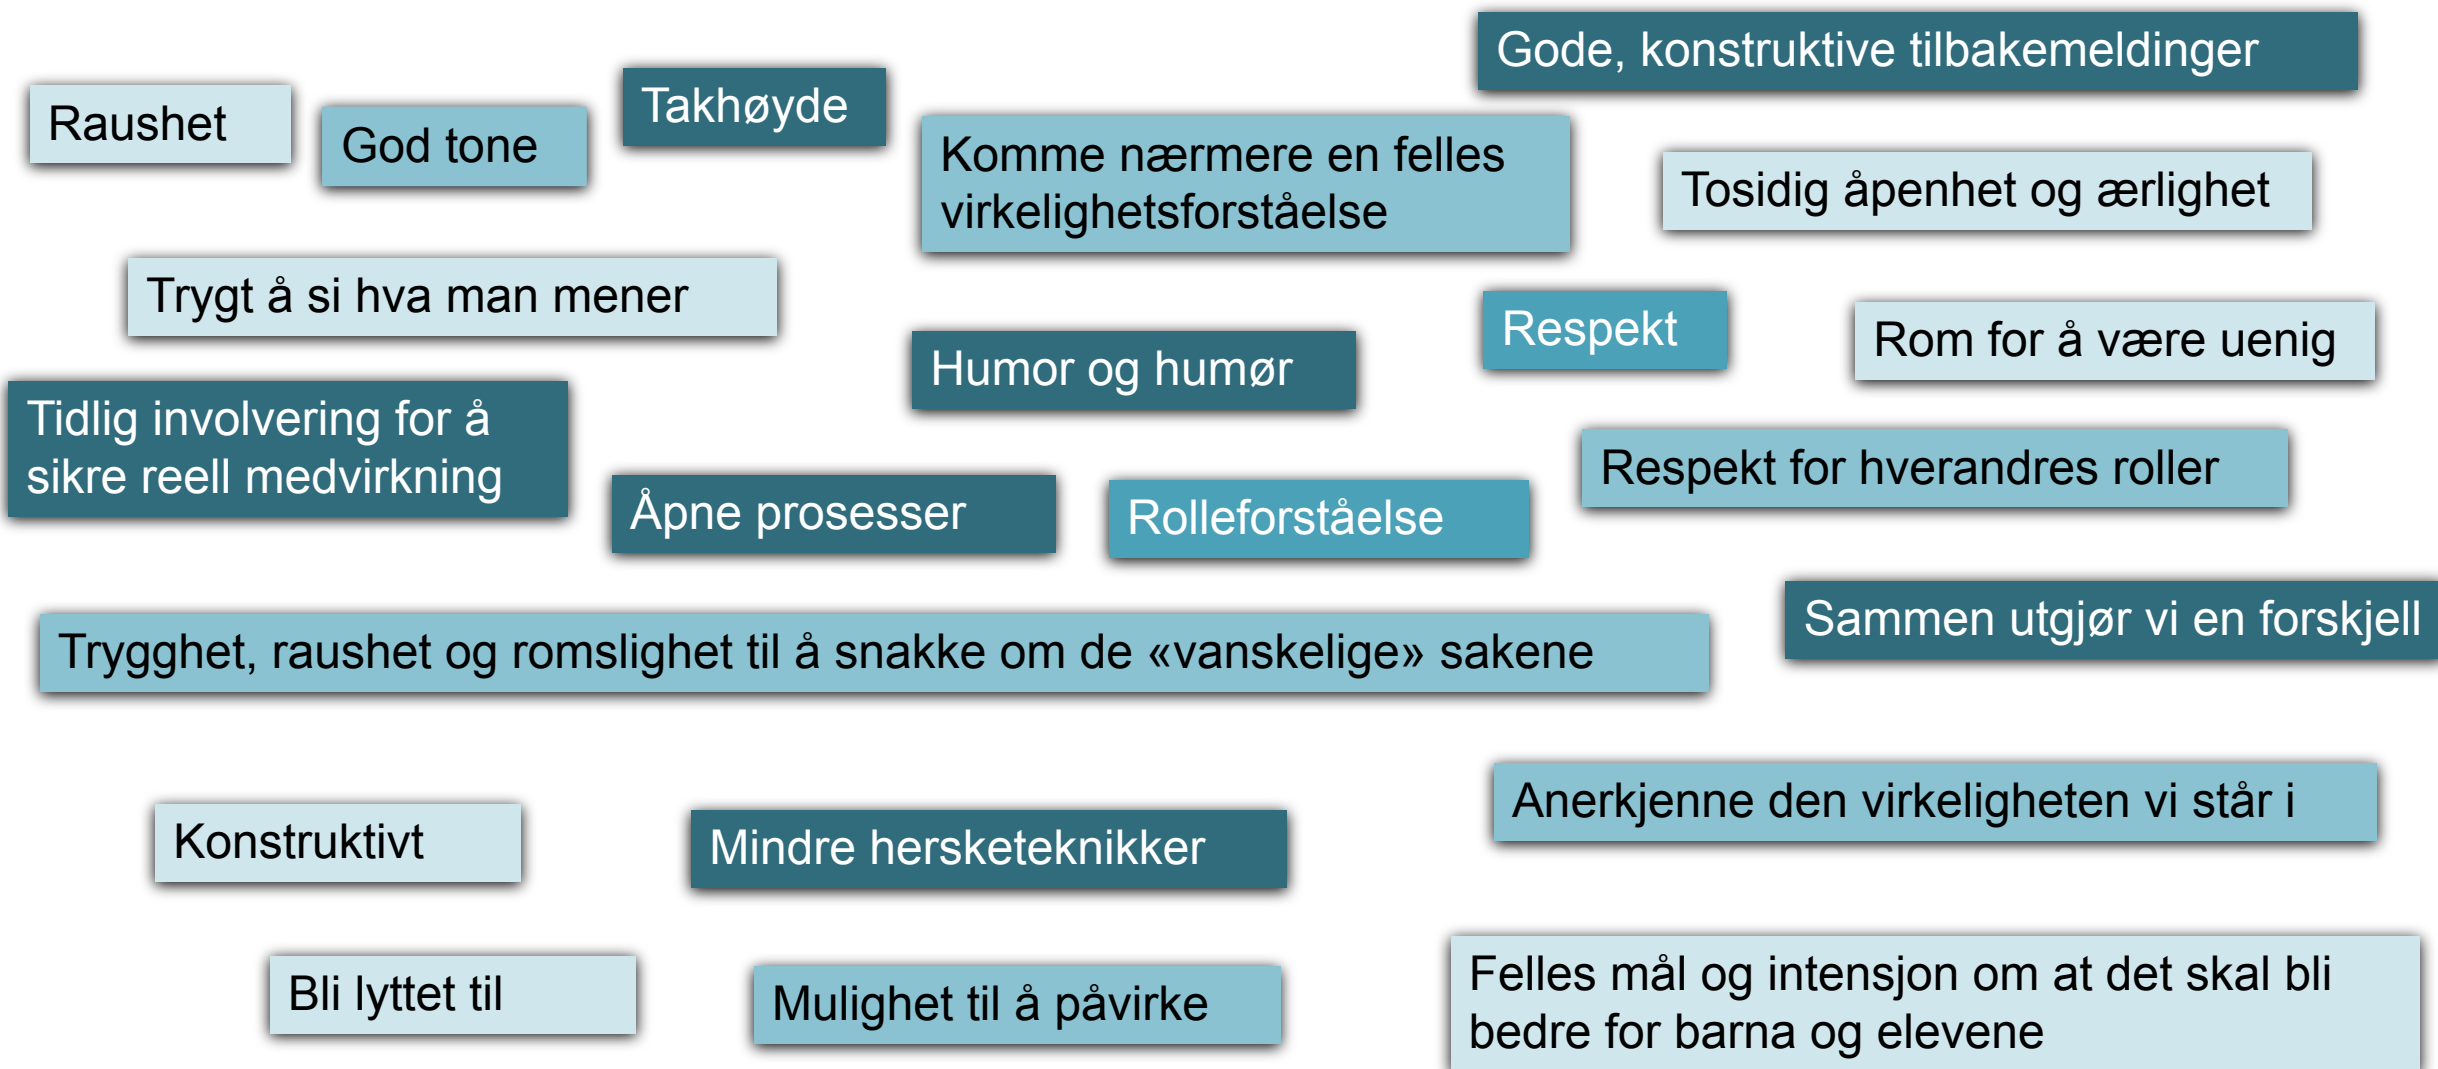 Gode, konstruktive tilbakemeldinger
Raushet
God tone
Takhøyde
Komme nærmere en felles
virkelighetsforståelse
Tosidig åpenhet og ærlighet
Trygt å si hva man mener
Humor og humør
Respekt
Rom for å være uenig
Tidlig involvering for å
sikre reell medvirkning
Åpne prosesser
Rolleforståelse
Respekt for hverandres roller
Trygghet, raushet og romslighet til å snakke om de «vanskelige» sakene
Sammen utgjør vi en forskjell
Konstruktivt
Mindre hersketeknikker
Anerkjenne den virkeligheten vi står i
Bli lyttet til
Mulighet til å påvirke
Felles mål og intensjon om at det skal bli
bedre for barna og elevene